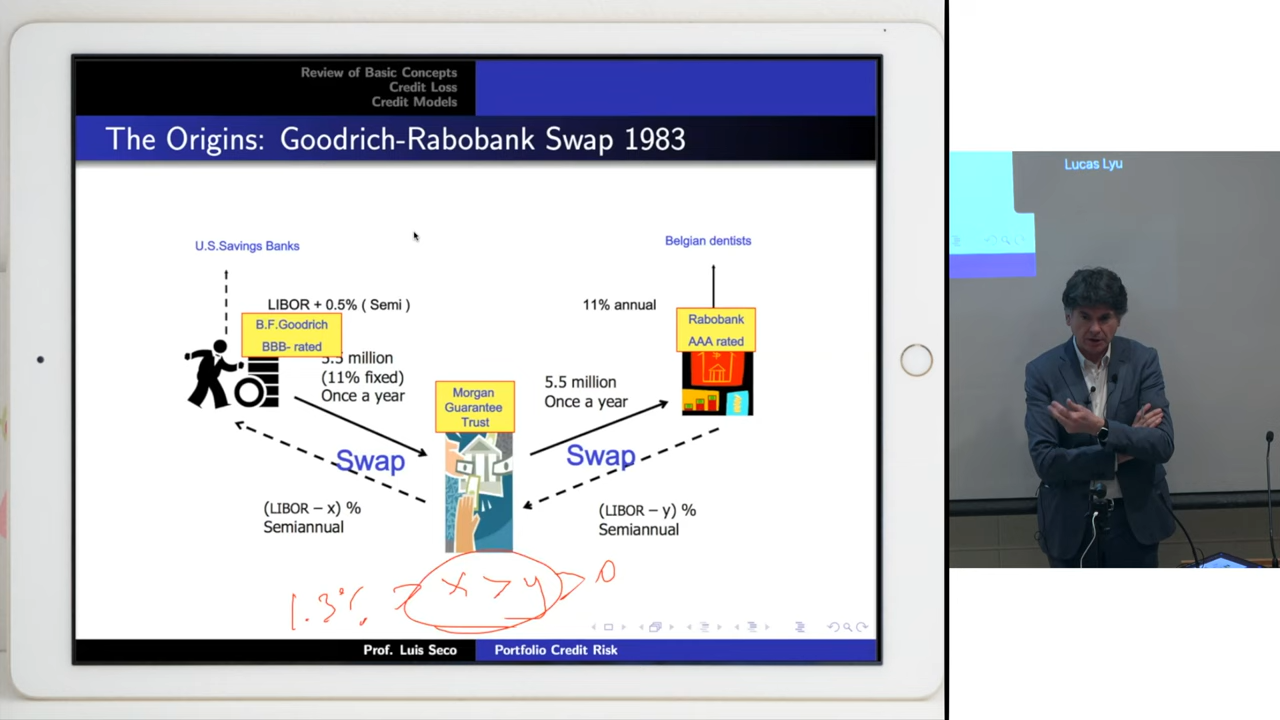 Review of Basic Concepts
Credit Loss
Credit Models
The Origins: Goodrich-Rabobank Swap 1983
U.S.Savings Banks
Belgian dentists
LIBOR + 0.5% ( Semi )
11% annual
B.F.Goodrich
BBB- rated
Rabobank
AAA rated
5.5 million
(11% fixed)
Once a year
5.5 million
Once a year
Morgan
Guarantee
Trust
Swap
Swap
(LIBOR – x) %
Semiannual
(LIBOR – y) %
Semiannual
1.3% > x > y > 0
Prof. Luis Seco
Portfolio Credit Risk
Lucas Lyu